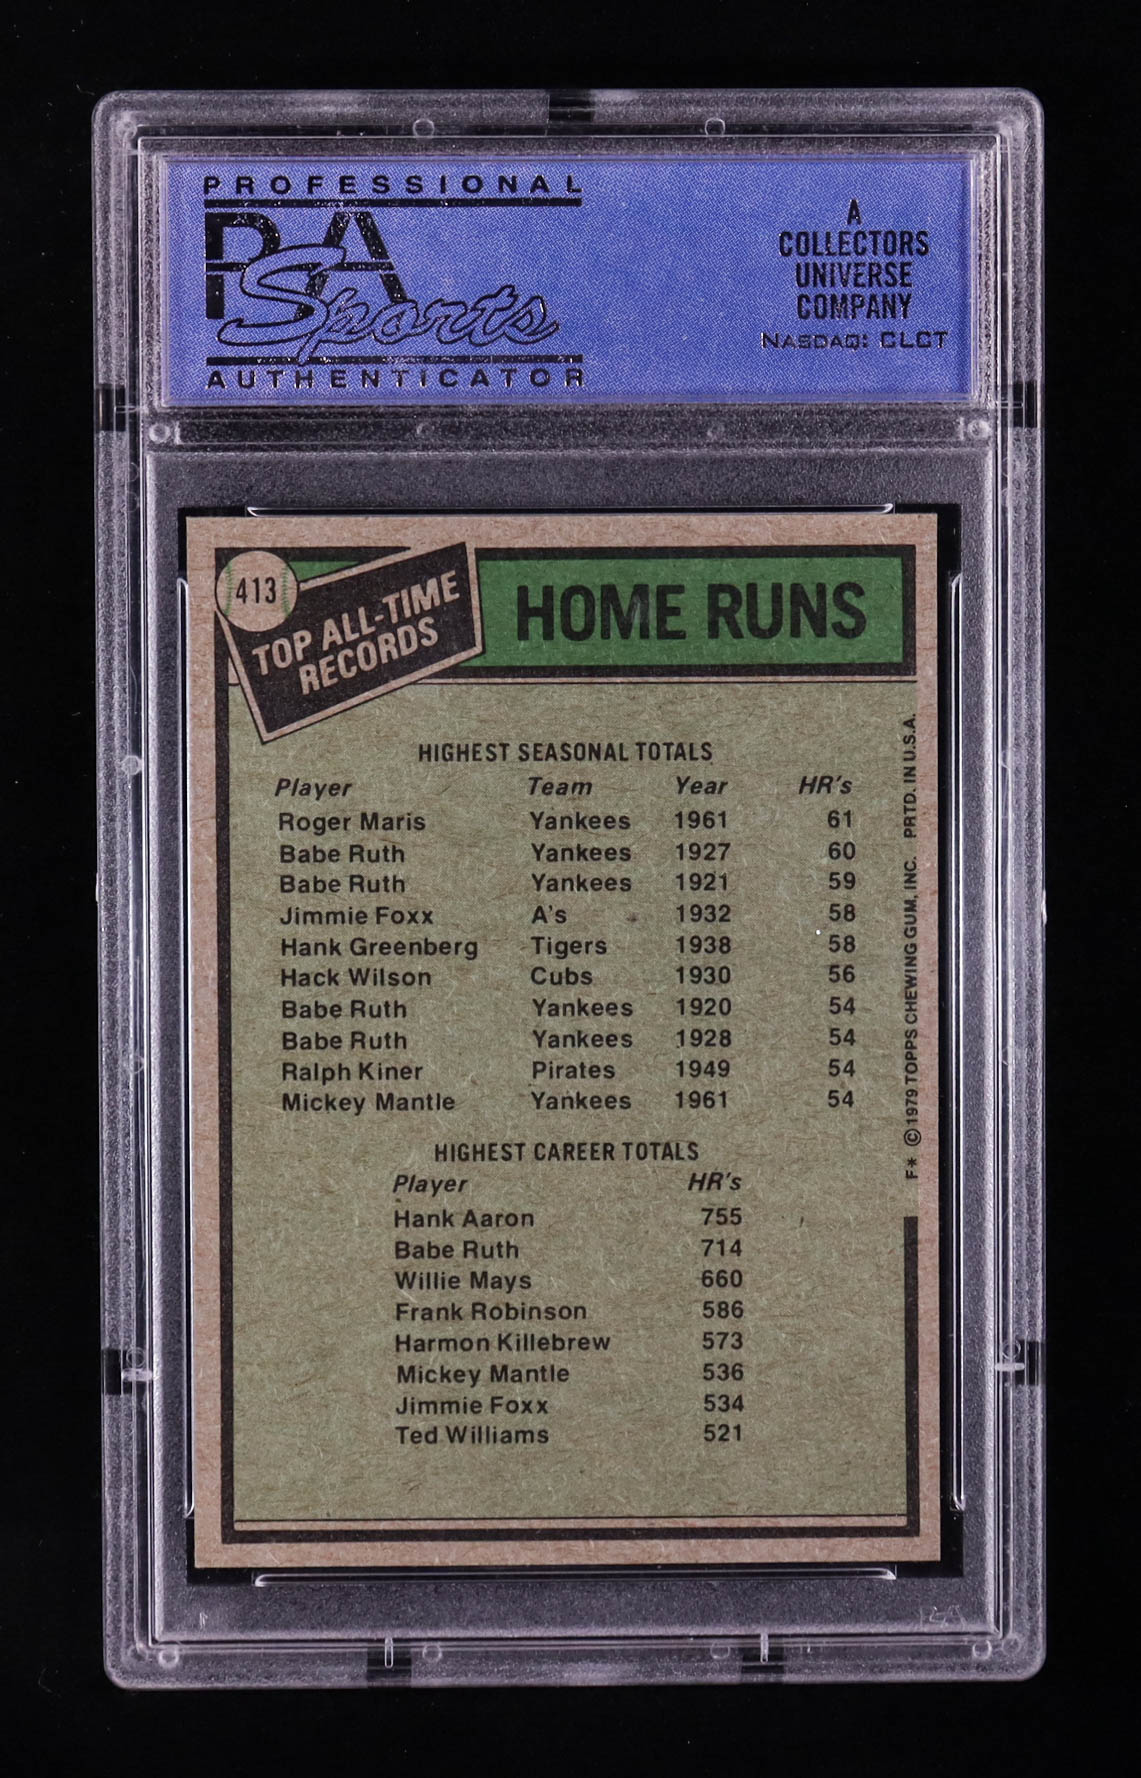 PROFESSIONAL
PSA
Sports
AUTHENTICATOR
A
COLLECTORS
UNIVERSE
COMPANY
NASDAQ: CLCT
413
TOP ALL-TIME
RECORDS
HOME RUNS
HIGHEST SEASONAL TOTALS
Player Team Year HR's
Roger Maris Yankees 1961 61
Babe Ruth Yankees 1927 60
Babe Ruth Yankees 1921 59
Jimmie Foxx A's 1932 58
Hank Greenberg Tigers 1938 58
Hack Wilson Cubs 1930 56
Babe Ruth Yankees 1920 54
Babe Ruth Yankees 1928 54
Ralph Kiner Pirates 1949 54
Mickey Mantle Yankees 1961 54
HIGHEST CAREER TOTALS
Player HR's
Hank Aaron 755
Babe Ruth 714
Willie Mays 660
Frank Robinson 586
Harmon Killebrew 573
Mickey Mantle 536
Jimmie Foxx 534
Ted Williams 521
F* © 1979 TOPPS CHEWING GUM, INC. PRTD. IN U.S.A.